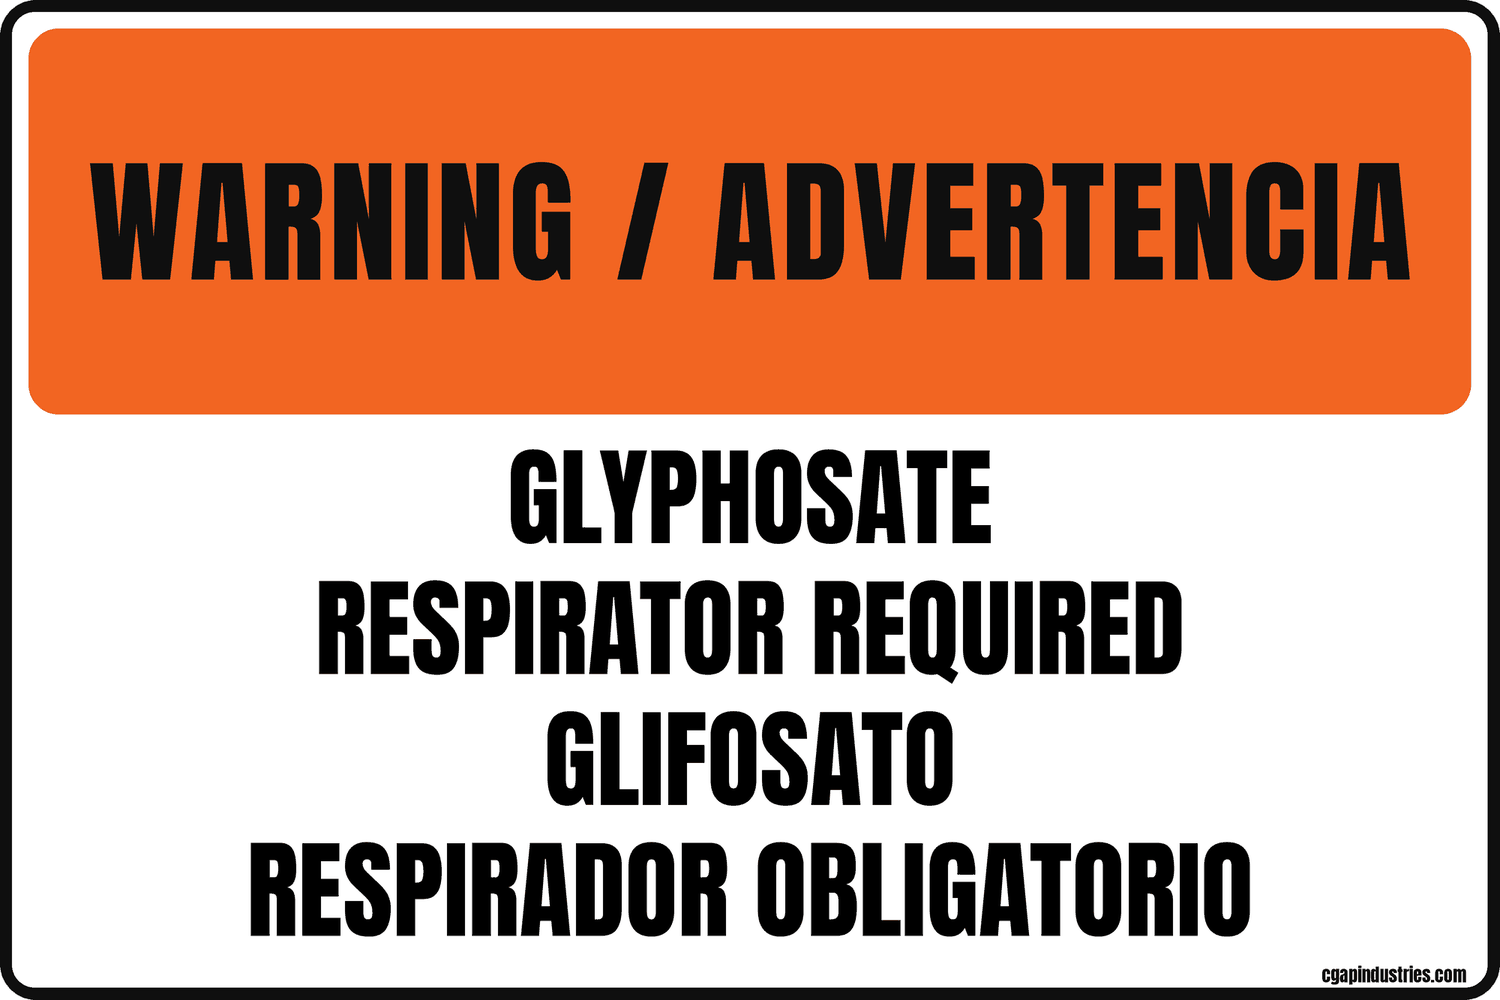 WARNING / ADVERTENCIA
GLYPHOSATE
RESPIRATOR REQUIRED
GLIFOSATO
RESPIRADOR OBLIGATORIO
cgapindustries.com